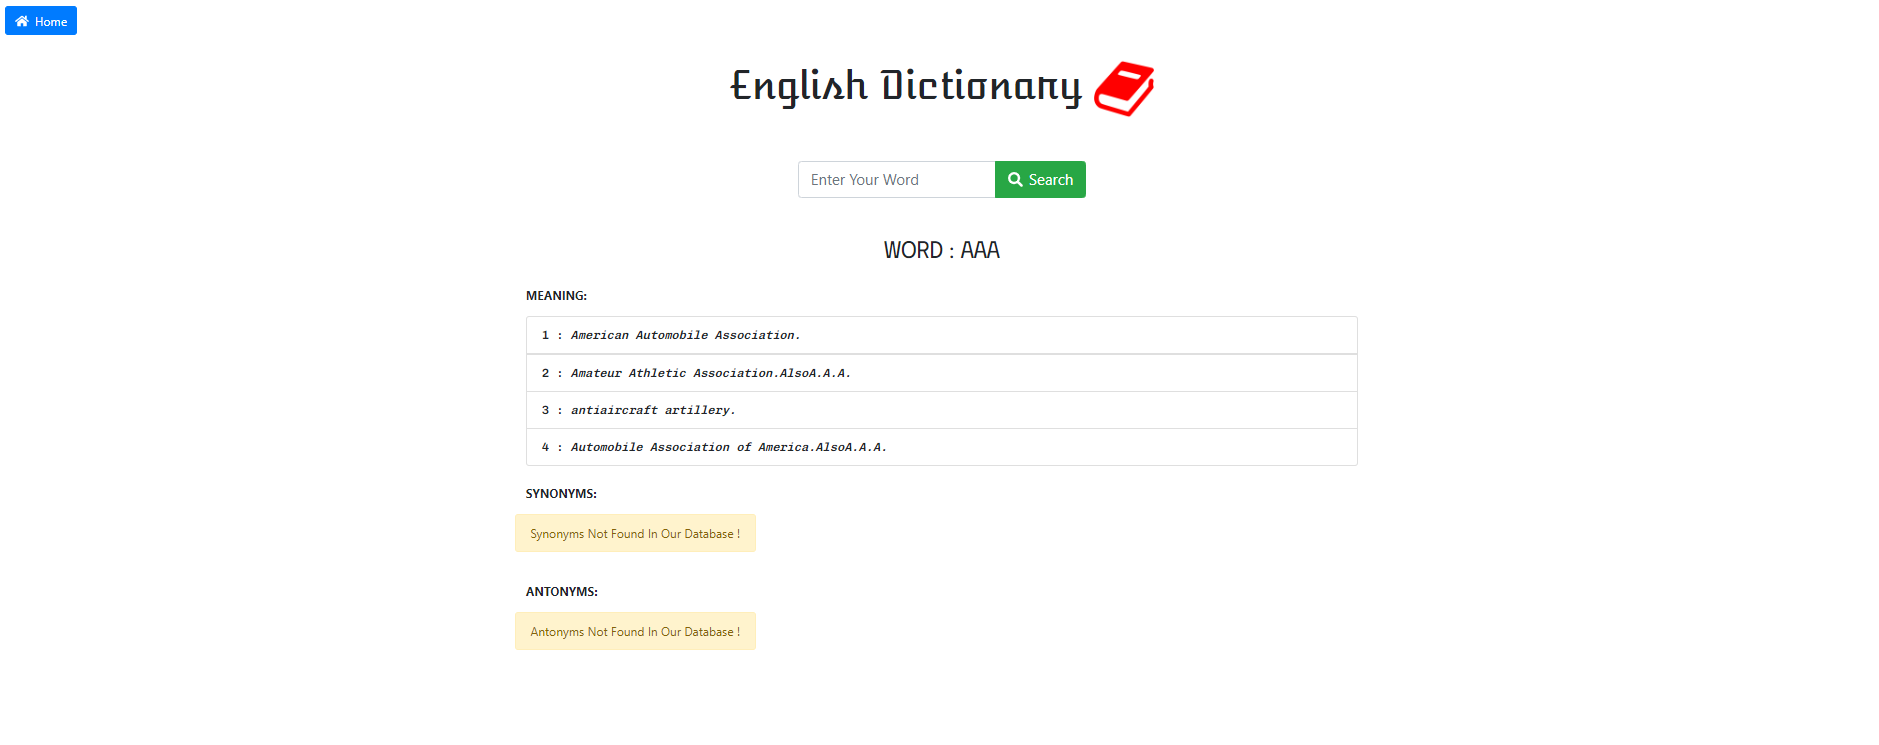 Home
English Dictionary
Enter Your Word
Search
WORD : AAA
MEANING:
1 : American Automobile Association.
2 : Amateur Athletic Association.AlsoA.A.A.
3 : antiaircraft artillery.
4 : Automobile Association of America.AlsoA.A.A.
SYNONYMS:
Synonyms Not Found In Our Database !
ANTONYMS:
Antonyms Not Found In Our Database !